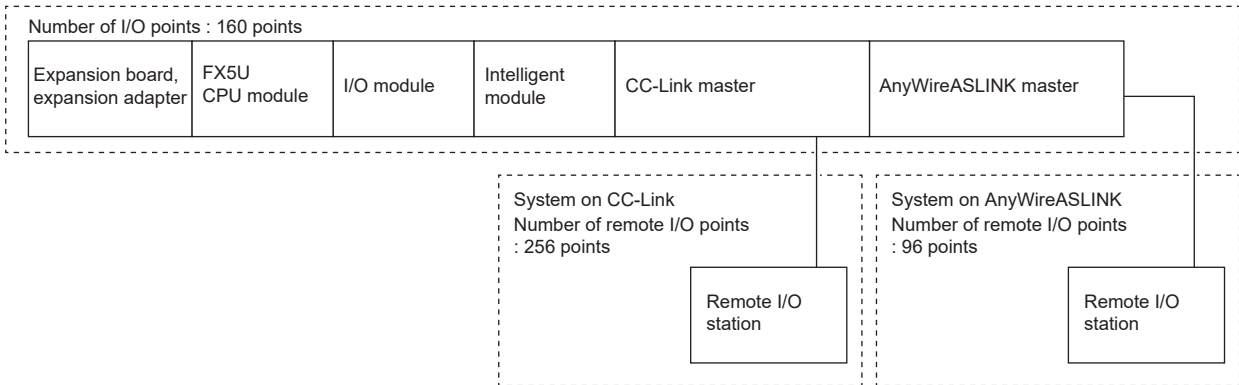 Number of I/O points : 160 points
Expansion board,
expansion adapter
FX5U
CPU module
I/O module
Intelligent
module
CC-Link master
AnyWireASLINK master
System on CC-Link
Number of remote I/O points
: 256 points
Remote I/O
station
System on AnyWireASLINK
Number of remote I/O points
: 96 points
Remote I/O
station